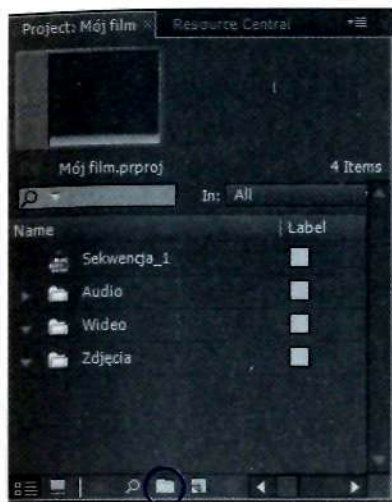 Project: Mój film × Resource Central
Mój film.prproj 4 Items
In: All
Name Label
Sekwencja_1
Audio
Wideo
Zdjęcia